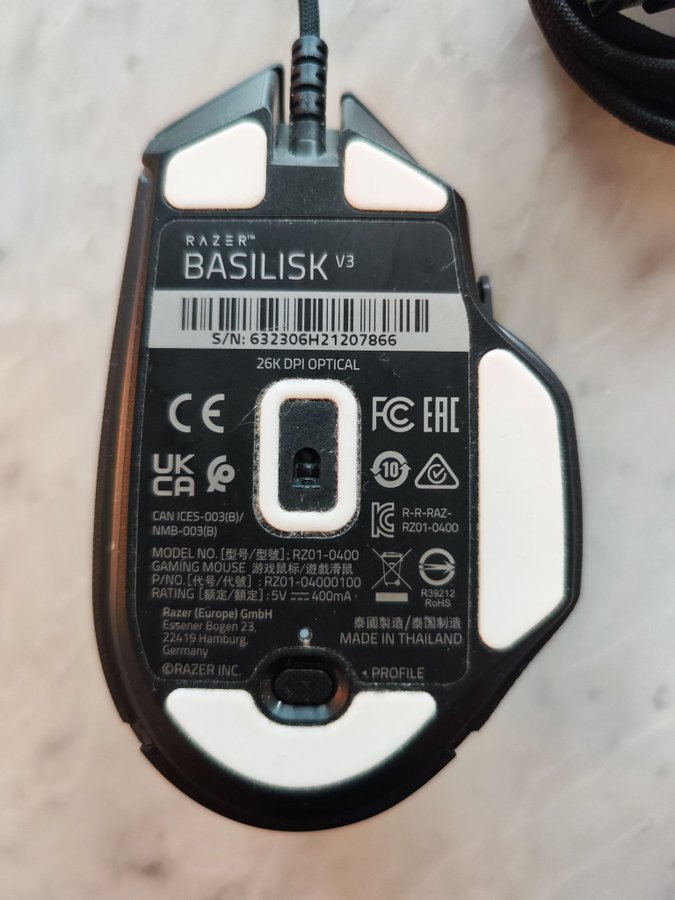 RAZER™
BASILISK V3
S/N: 632306H21207866
26K DPI OPTICAL
CE
FC EAC
UK
CA
10
CAN ICES-003(B)/
NMB-003(B)
R-R-RAZ-
RZ01-0400
MODEL NO. [型号/型號]: RZ01-0400
GAMING MOUSE 游戏鼠标/遊戲滑鼠
P/NO. [代号/代號] : RZ01-04000100
RATING [额定/額定] : 5V ⎓ 400mA
R39212
RoHS
Razer (Europe) GmbH
Essener Bogen 23,
22419 Hamburg,
Germany
泰國製造/泰国制造
MADE IN THAILAND
©RAZER INC.
PROFILE